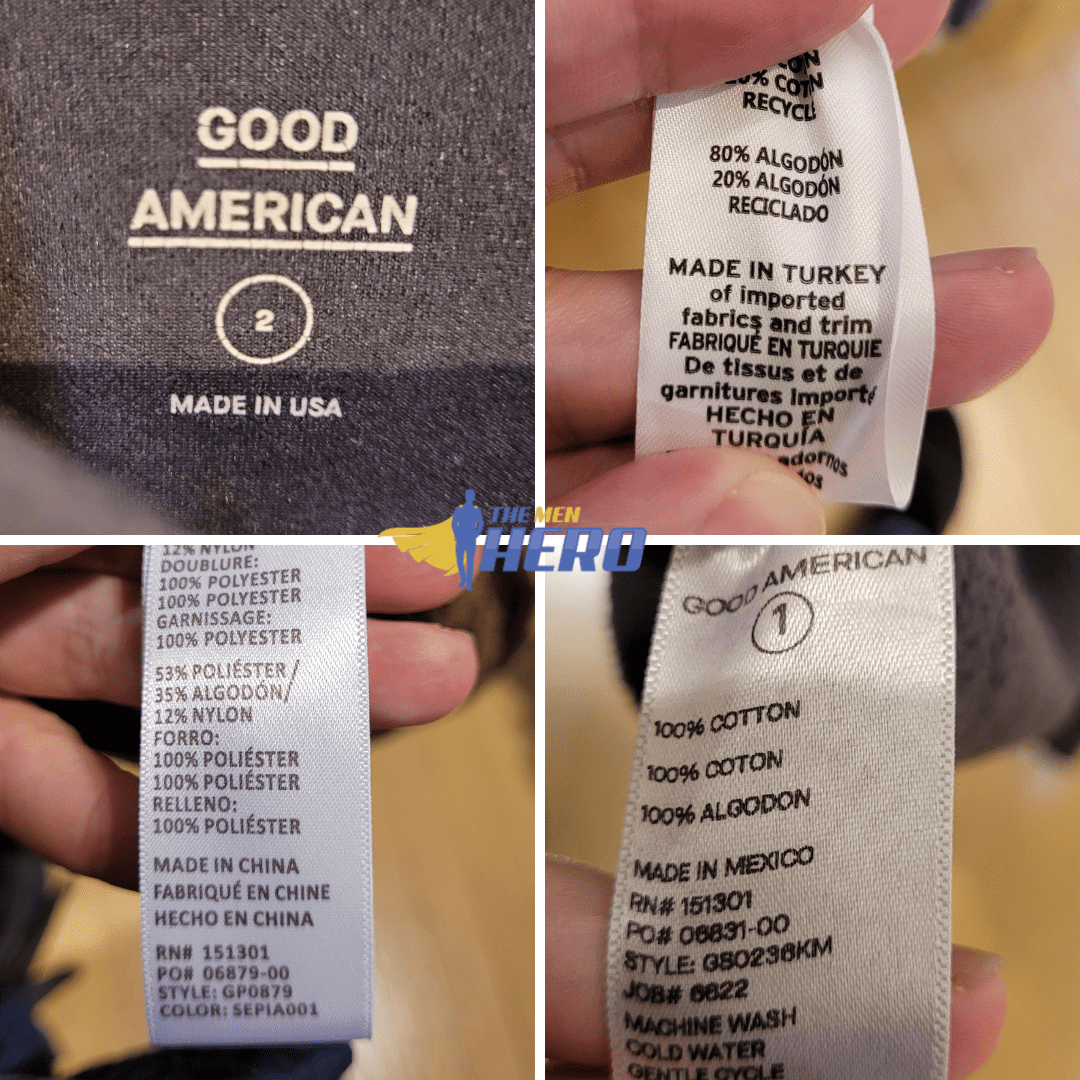 GOOD
AMERICAN
2
MADE IN USA
RECYCL
80% ALGODÓN
20% ALGODÓN
RECICLADO
MADE IN TURKEY
of imported
fabrics and trim
FABRIQUÉ EN TURQUIE
De tissus et de
garnitures importé
HECHO EN
TURQUÍA
THE MEN
HERO
12% NYLON
DOUBLURE:
100% POLYESTER
100% POLYESTER
GARNISSAGE:
100% POLYESTER
53% POLIÉSTER/
35% ALGODÓN/
12% NYLON
FORRO:
100% POLIÉSTER
100% POLIÉSTER
RELLENO:
100% POLIÉSTER
MADE IN CHINA
FABRIQUÉ EN CHINE
HECHO EN CHINA
RN# 151301
PO# 06879-00
STYLE: GP0879
COLOR: SEPIA001
GOOD AMERICAN
1
100% COTTON
100% COTON
100% ALGODON
MADE IN MEXICO
RN# 151301
PO# 06831-00
STYLE: GSO236KM
JOB# 6622
MACHINE WASH
COLD WATER
GENTLE CYCLE